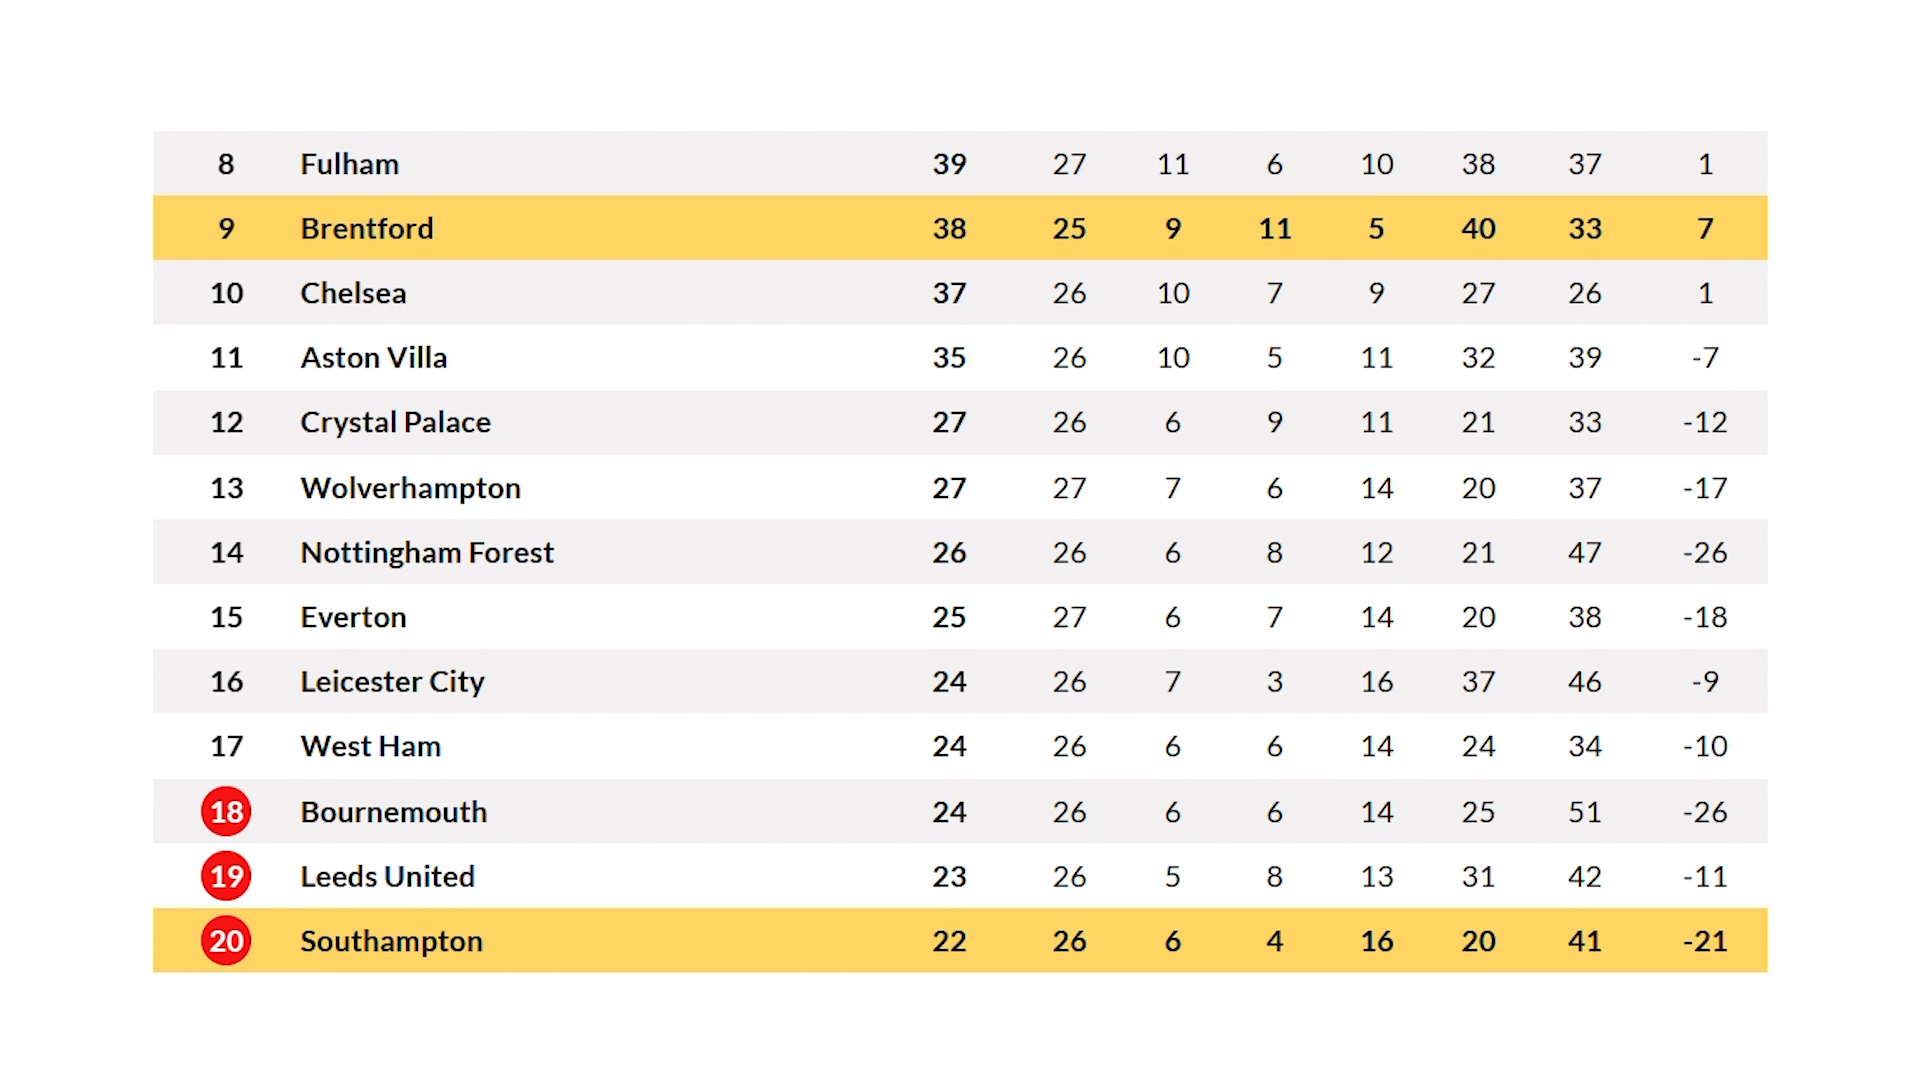 8 Fulham 39 27 11 6 10 38 37 1
9 Brentford 38 25 9 11 5 40 33 7
10 Chelsea 37 26 10 7 9 27 26 1
11 Aston Villa 35 26 10 5 11 32 39 -7
12 Crystal Palace 27 26 6 9 11 21 33 -12
13 Wolverhampton 27 27 7 6 14 20 37 -17
14 Nottingham Forest 26 26 6 8 12 21 47 -26
15 Everton 25 27 6 7 14 20 38 -18
16 Leicester City 24 26 7 3 16 37 46 -9
17 West Ham 24 26 6 6 14 24 34 -10
18 Bournemouth 24 26 6 6 14 25 51 -26
19 Leeds United 23 26 5 8 13 31 42 -11
20 Southampton 22 26 6 4 16 20 41 -21